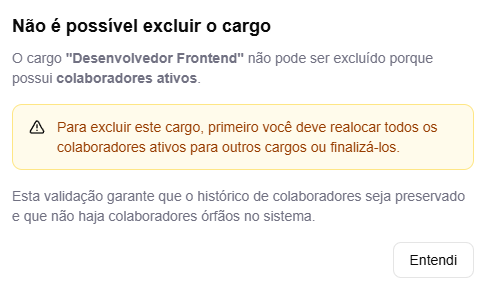 Não é possível excluir o cargo
O cargo "Desenvolvedor Frontend" não pode ser excluído porque
possui colaboradores ativos.
Para excluir este cargo, primeiro você deve realocar todos os
colaboradores ativos para outros cargos ou finalizá-los.
Esta validação garante que o histórico de colaboradores seja preservado
e que não haja colaboradores órfãos no sistema.
Entendi